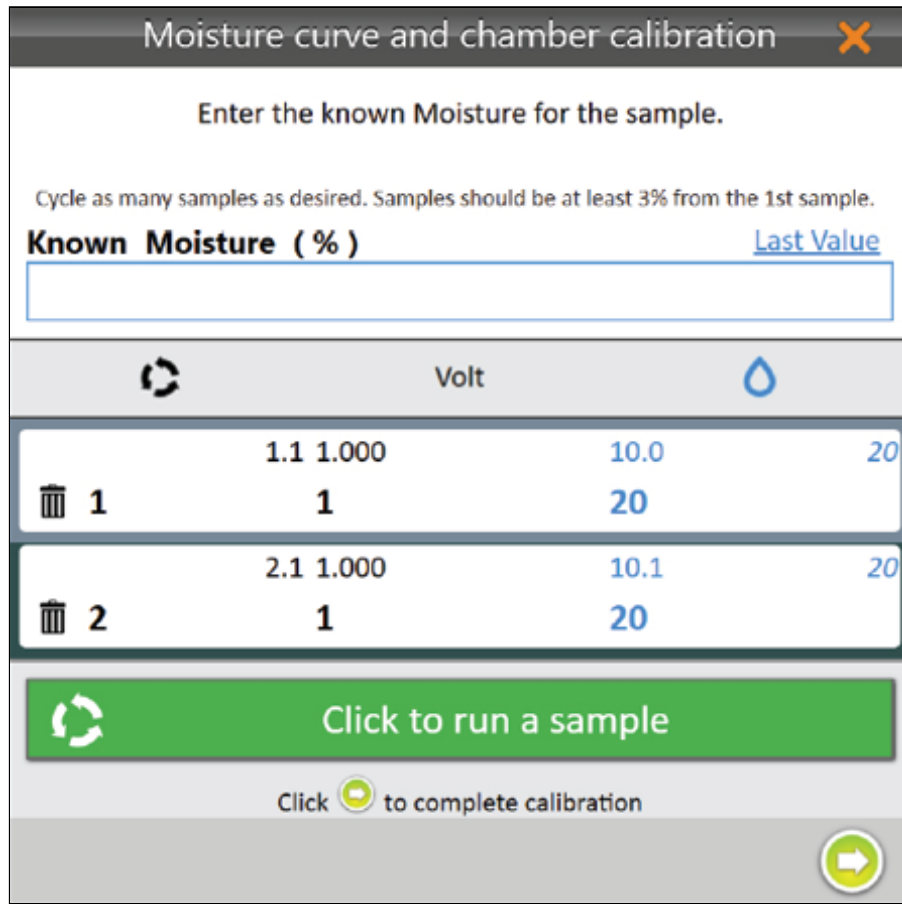 Moisture curve and chamber calibration
Enter the known Moisture for the sample.
Cycle as many samples as desired. Samples should be at least 3% from the 1st sample.
Known Moisture (%) Last Value
Volt
1.1 1.000 10.0 20
1 1 20
2.1 1.000 10.1 20
2 1 20
Click to run a sample
Click to complete calibration